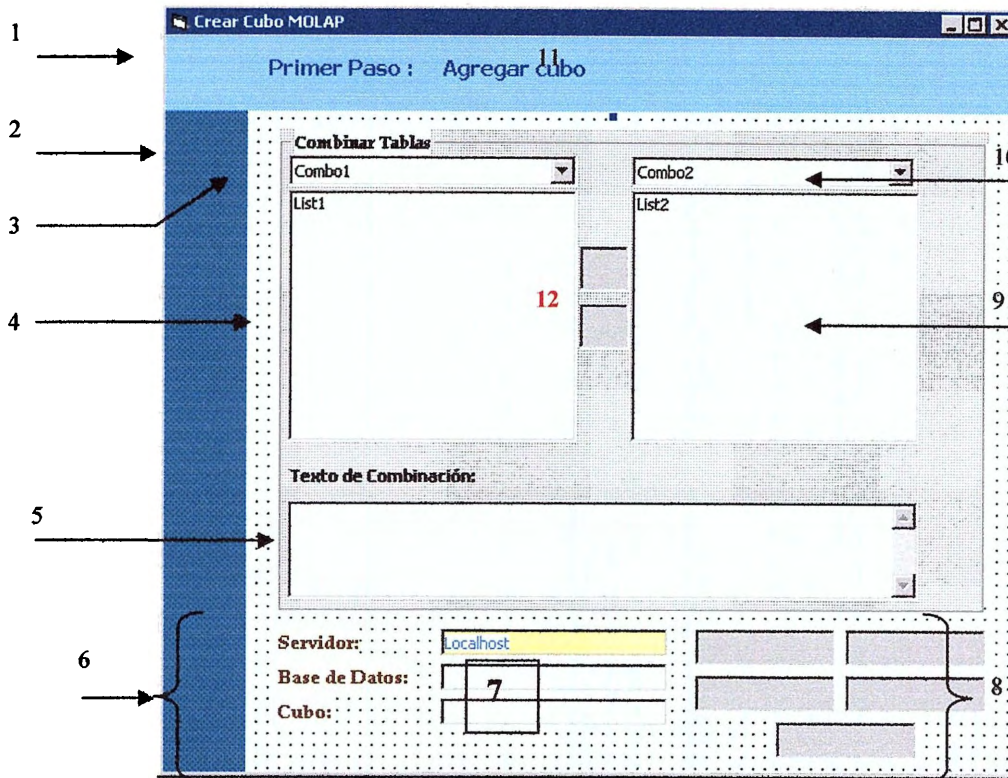 Crear Cubo MOLAP
1
11
Primer Paso : Agregar cubo
2
Combinar Tablas
10
Combo1
Combo2
3
List1
List2
12
9
4
Texto de Combinación:
5
Servidor:
Localhost
6
Base de Datos:
7
8
Cubo: